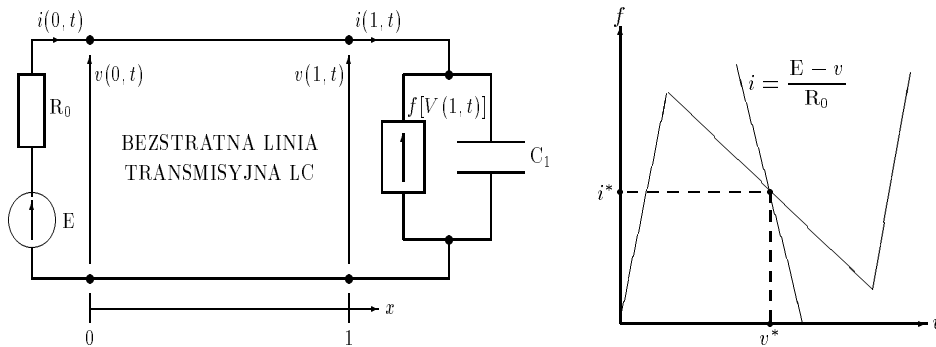 i(0,t)
i(1,t)
v(0,t)
v(1,t)
R₀
f[V(1,t)]
BEZSTRATNA LINIA
TRANSMISYJNA LC
C₁
E
x
0
1
f
i = (E − v) / R₀
i*
v*